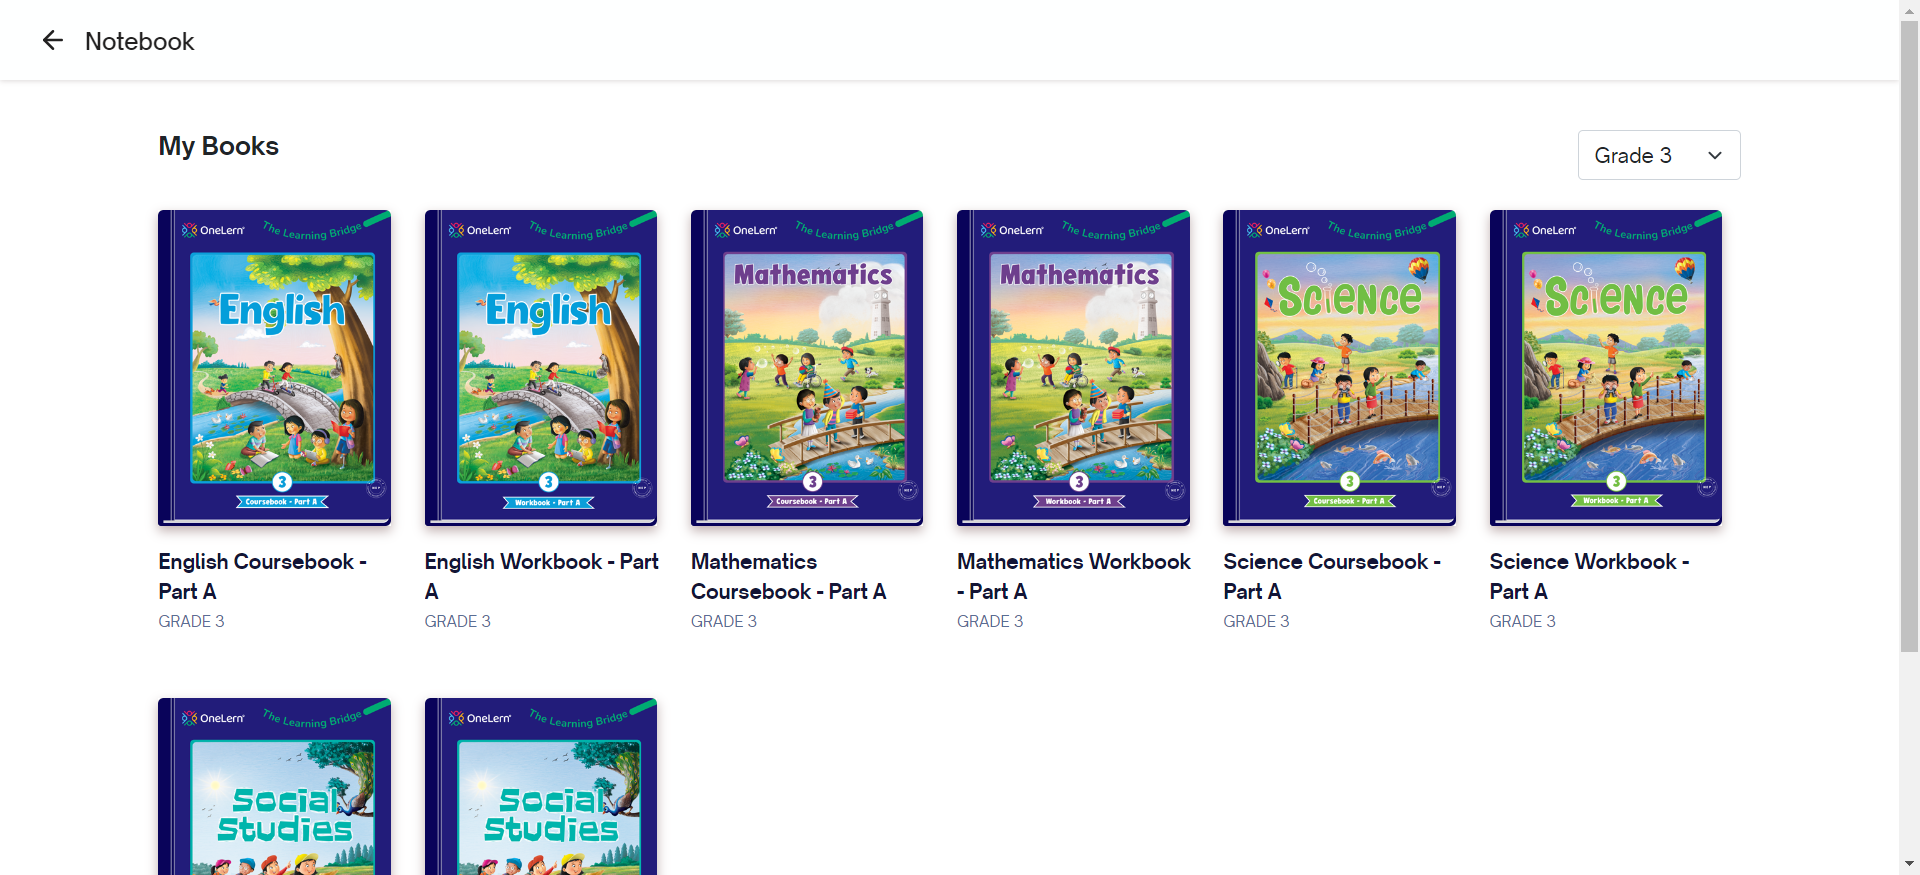 Notebook
My Books
Grade 3
OneLern
The Learning Bridge
English
3
Coursebook - Part A
OneLern
The Learning Bridge
English
3
Workbook - Part A
OneLern
The Learning Bridge
Mathematics
3
Coursebook - Part A
OneLern
The Learning Bridge
Mathematics
3
Workbook - Part A
OneLern
The Learning Bridge
Science
3
Coursebook - Part A
OneLern
The Learning Bridge
Science
3
Workbook - Part A
English Coursebook -
Part A
GRADE 3
English Workbook - Part
A
GRADE 3
Mathematics
Coursebook - Part A
GRADE 3
Mathematics Workbook
- Part A
GRADE 3
Science Coursebook -
Part A
GRADE 3
Science Workbook -
Part A
GRADE 3
OneLern
The Learning Bridge
Social
Studies
OneLern
The Learning Bridge
Social
Studies